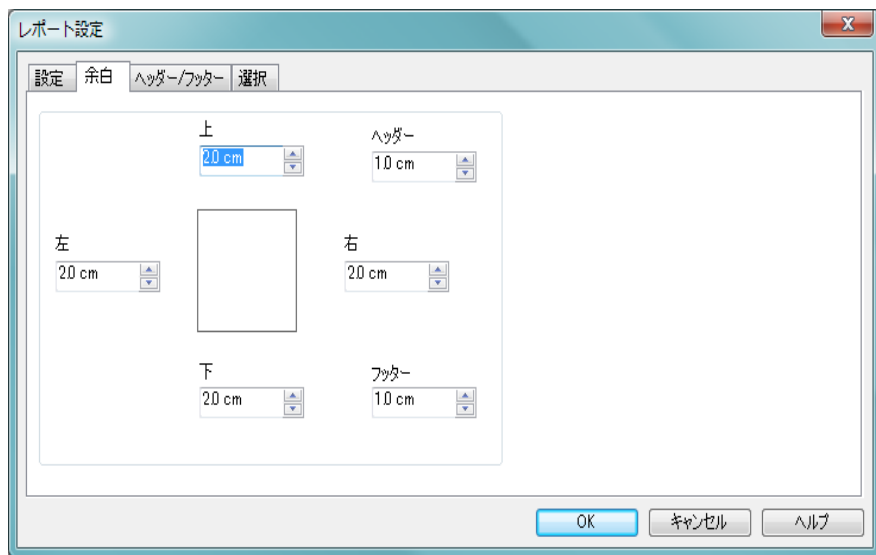 レポート設定
設定 余白 ヘッダー/フッター 選択
上 ヘッダー
2.0 cm 1.0 cm
左 右
2.0 cm 2.0 cm
下 フッター
2.0 cm 1.0 cm
OK キャンセル ヘルプ